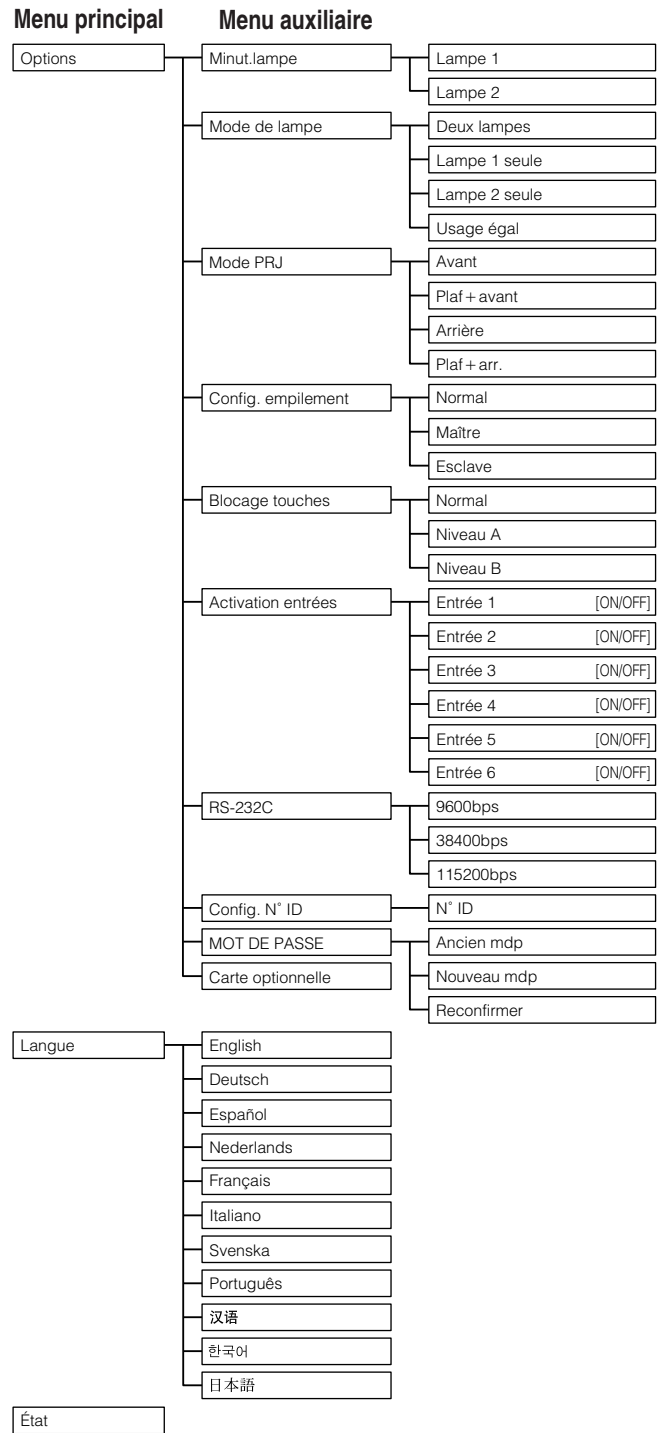 Menu principal Menu auxiliaire
Options Minut.lampe Lampe 1
Lampe 2
Mode de lampe Deux lampes
Lampe 1 seule
Lampe 2 seule
Usage égal
Mode PRJ Avant
Plaf+avant
Arrière
Plaf+arr.
Config. empilement Normal
Maître
Esclave
Blocage touches Normal
Niveau A
Niveau B
Activation entrées Entrée 1 [ON/OFF]
Entrée 2 [ON/OFF]
Entrée 3 [ON/OFF]
Entrée 4 [ON/OFF]
Entrée 5 [ON/OFF]
Entrée 6 [ON/OFF]
RS-232C 9600bps
38400bps
115200bps
Config. N° ID N° ID
MOT DE PASSE Ancien mdp
Carte optionnelle Nouveau mdp
Reconfirmer
Langue English
Deutsch
Español
Nederlands
Français
Italiano
Svenska
Português
汉语
한국어
日本語
État